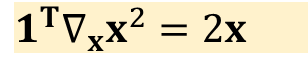 𝟏ᵀ∇ₓx² = 2x